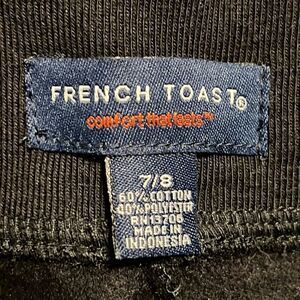 FRENCH TOAST®
comfort that lasts™
7/8
60% COTTON
40% POLYESTER
RN 13706
MADE IN
INDONESIA